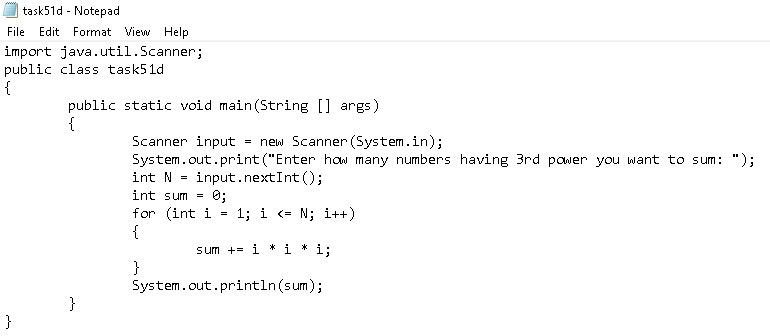 task51d - Notepad
File Edit Format View Help
import java.util.Scanner;
public class task51d
{
        public static void main(String [] args)
        {
                Scanner input = new Scanner(System.in);
                System.out.print("Enter how many numbers having 3rd power you want to sum: ");
                int N = input.nextInt();
                int sum = 0;
                for (int i = 1; i <= N; i++)
                {
                        sum += i * i * i;
                }
                System.out.println(sum);
        }
}